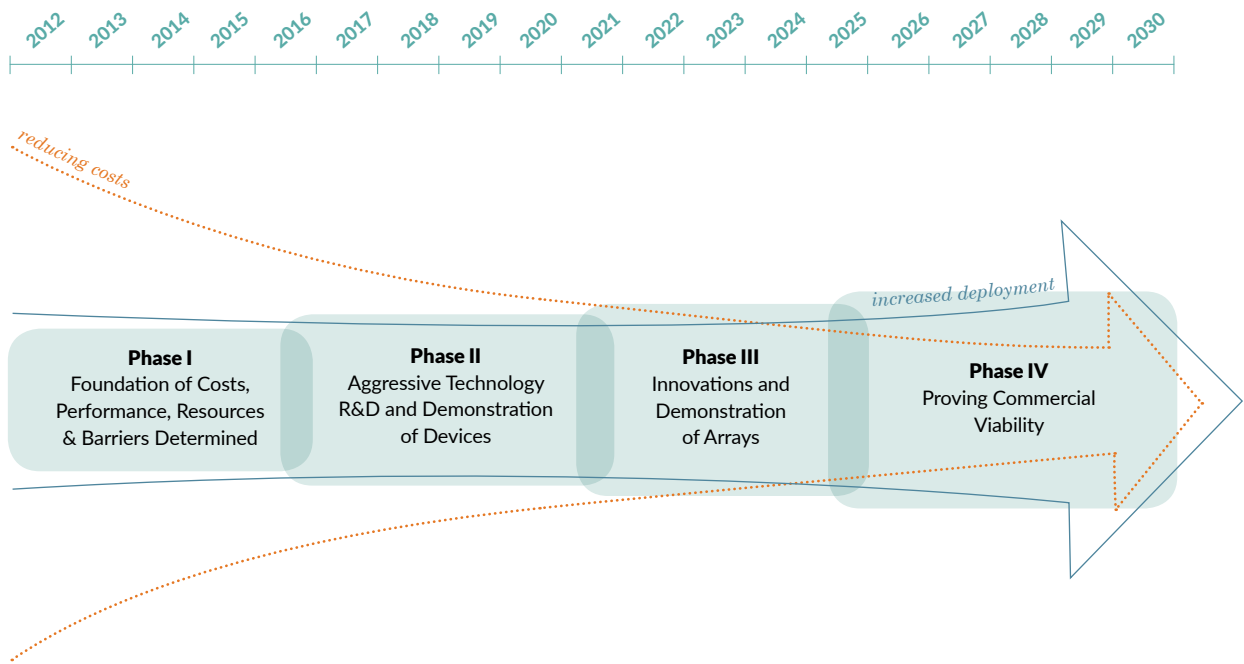 2012 2013 2014 2015 2016 2017 2018 2019 2020 2021 2022 2023 2024 2025 2026 2027 2028 2029 2030
reducing costs
increased deployment
Phase I
Foundation of Costs,
Performance, Resources
& Barriers Determined
Phase II
Aggressive Technology
R&D and Demonstration
of Devices
Phase III
Innovations and
Demonstration
of Arrays
Phase IV
Proving Commercial
Viability